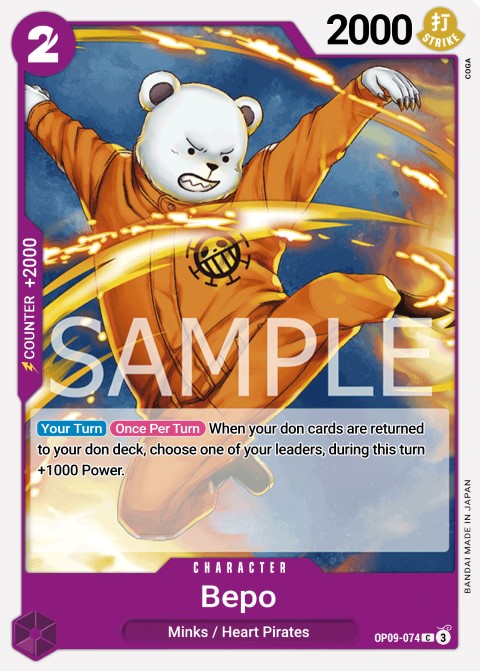 2
2000
打
STRIKE
COGA
COUNTER +2000
SAMPLE
Your Turn Once Per Turn When your don cards are returned
to your don deck, choose one of your leaders, during this turn
+1000 Power.
BANDAI MADE IN JAPAN
CHARACTER
Bepo
Minks / Heart Pirates
OP09-074 C 3